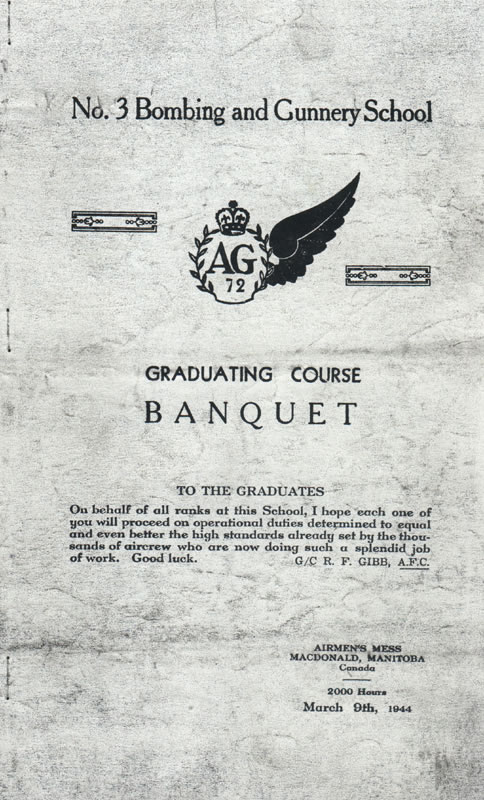 No. 3 Bombing and Gunnery School
AG
72
GRADUATING COURSE
BANQUET
TO THE GRADUATES
On behalf of all ranks at this School, I hope each one of
you will proceed on operational duties determined to equal
and even better the high standards already set by the thou-
sands of aircrew who are now doing such a splendid job
of work. Good luck. G/C R. F. GIBB, A.F.C.
AIRMEN'S MESS
MACDONALD, MANITOBA
Canada
2000 Hours
March 9th, 1944